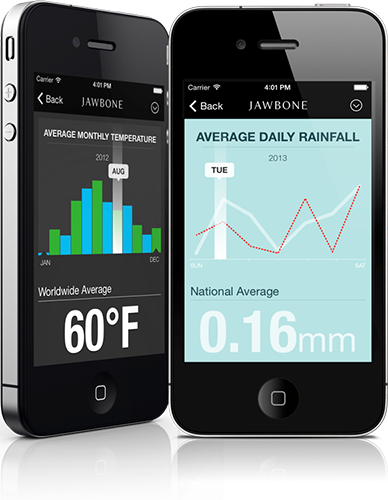 Carrier 4:01 PM
Back JAWBONE
AVERAGE MONTHLY TEMPERATURE
2012
AUG
JAN DEC
Worldwide Average
60°F
Carrier 4:01 PM
Back JAWBONE
AVERAGE DAILY RAINFALL
2013
TUE
SUN SAT
National Average
0.16mm